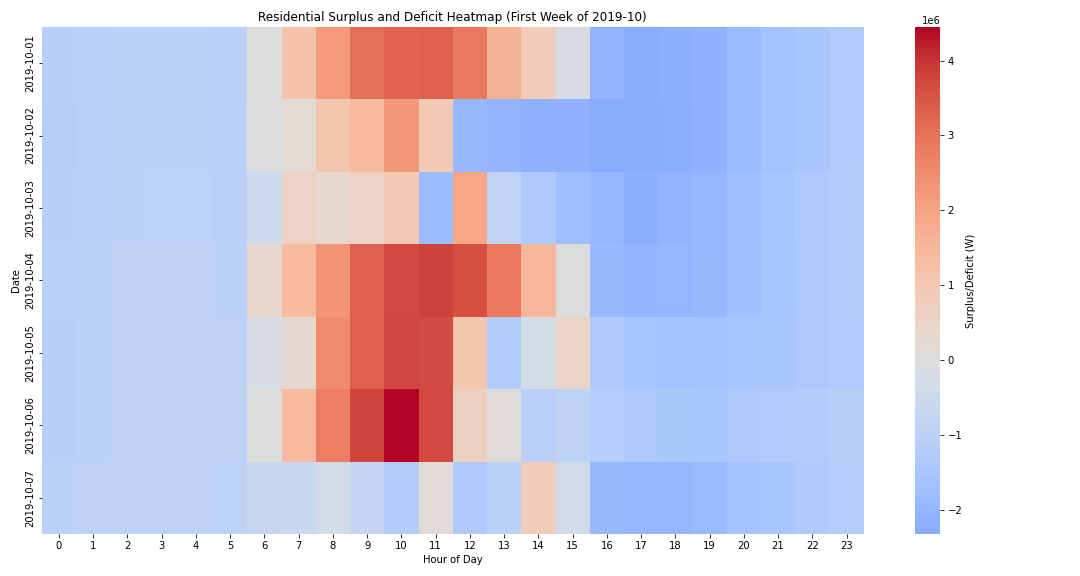 Residential Surplus and Deficit Heatmap (First Week of 2019-10)
1e6
Date
2019-10-01
2019-10-02
2019-10-03
2019-10-04
2019-10-05
2019-10-06
2019-10-07
0 1 2 3 4 5 6 7 8 9 10 11 12 13 14 15 16 17 18 19 20 21 22 23
Hour of Day
4
3
2
1
0
−1
−2
Surplus/Deficit (W)